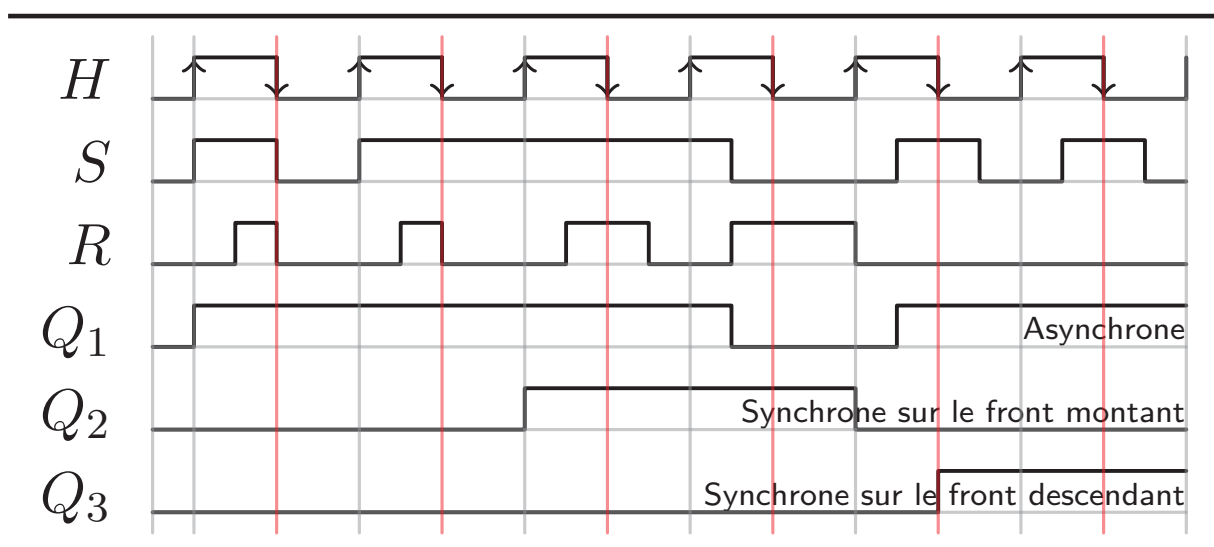 H
S
R
Q1
Asynchrone
Q2
Synchrone sur le front montant
Q3
Synchrone sur le front descendant